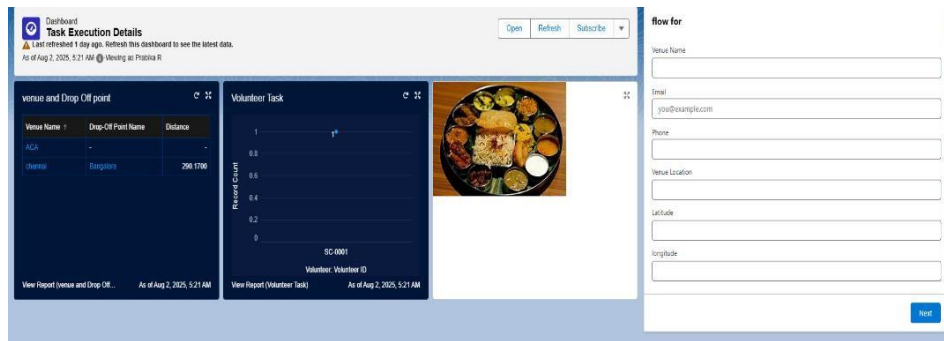 Dashboard
Task Execution Details
Last refreshed 1 day ago. Refresh this dashboard to see the latest data.
As of Aug 2, 2025, 5:21 AM Viewing as Prabika R
Open
Refresh
Subscribe
venue and Drop Off point
Venue Name ↑
Drop-Off Point Name
Distance
ACA
-
-
chennai
Bangalore
290.1700
View Report (venue and Drop Off...
As of Aug 2, 2025, 5:21 AM
Volunteer Task
Record Count
1
0.8
0.6
0.4
0.2
0
1
SC-0001
Volunteer: Volunteer ID
View Report (Volunteer Task)
As of Aug 2, 2025, 5:21 AM
flow for
Venue Name
Email
you@example.com
Phone
Venue Location
Latitude
longitude
Next